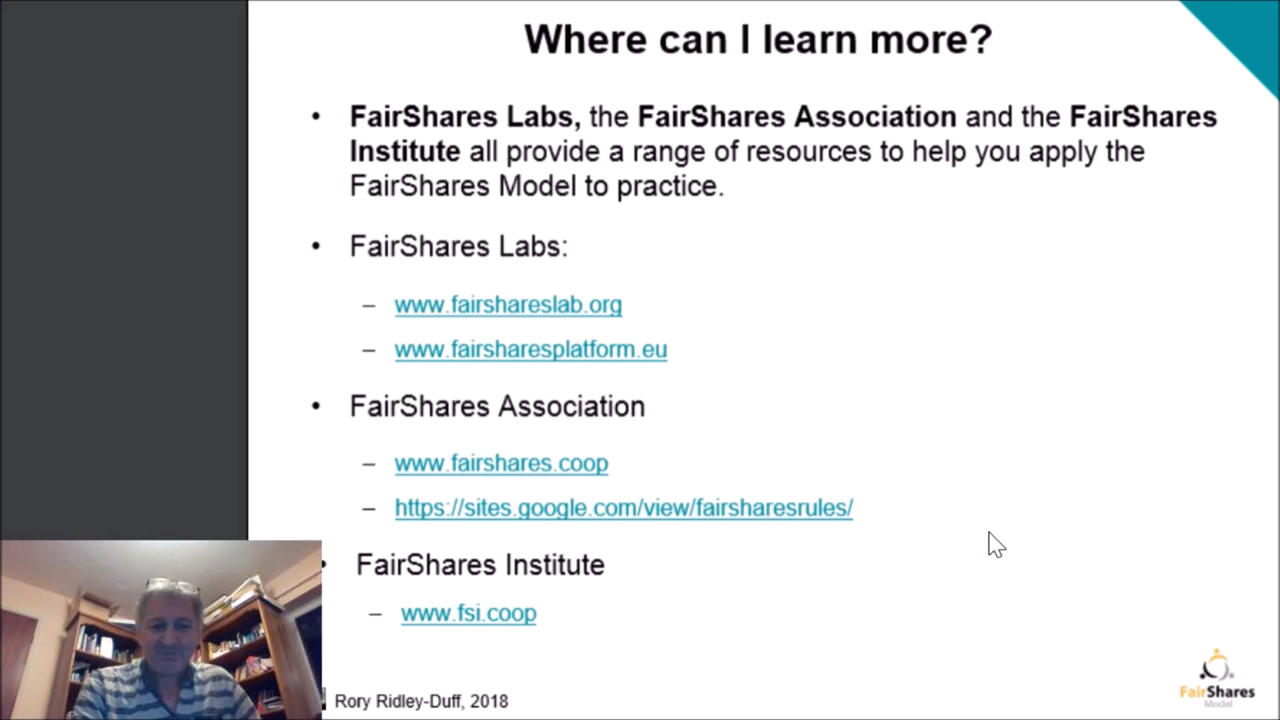 Where can I learn more?
• FairShares Labs, the FairShares Association and the FairShares
Institute all provide a range of resources to help you apply the
FairShares Model to practice.
• FairShares Labs:
– www.fairshareslab.org
– www.fairsharesplatform.eu
• FairShares Association
– www.fairshares.coop
– https://sites.google.com/view/fairsharesrules/
• FairShares Institute
– www.fsi.coop
Rory Ridley-Duff, 2018
FairShares
Model